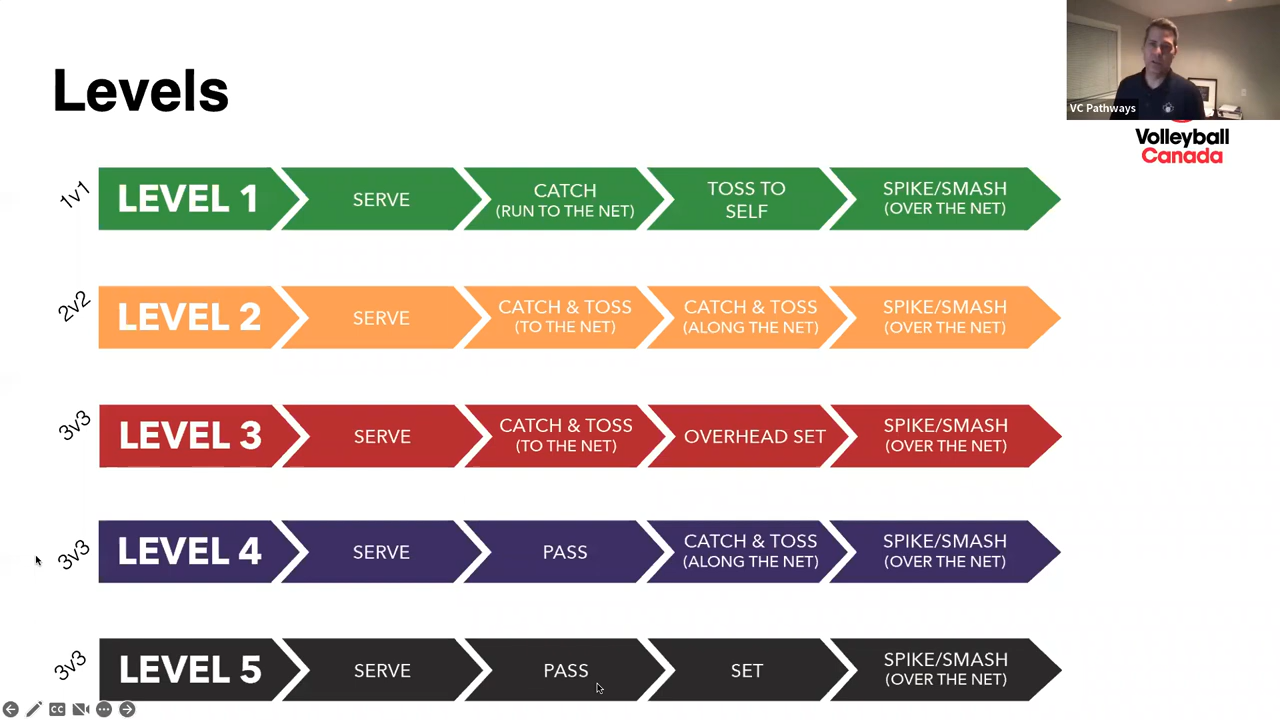 Levels
VC Pathways
Volleyball
Canada
1v1
LEVEL 1
SERVE
CATCH
(RUN TO THE NET)
TOSS TO
SELF
SPIKE/SMASH
(OVER THE NET)
2v2
LEVEL 2
SERVE
CATCH & TOSS
(TO THE NET)
CATCH & TOSS
(ALONG THE NET)
SPIKE/SMASH
(OVER THE NET)
3v3
LEVEL 3
SERVE
CATCH & TOSS
(TO THE NET)
OVERHEAD SET
SPIKE/SMASH
(OVER THE NET)
3v3
LEVEL 4
SERVE
PASS
CATCH & TOSS
(ALONG THE NET)
SPIKE/SMASH
(OVER THE NET)
3v3
LEVEL 5
SERVE
PASS
SET
SPIKE/SMASH
(OVER THE NET)
CC